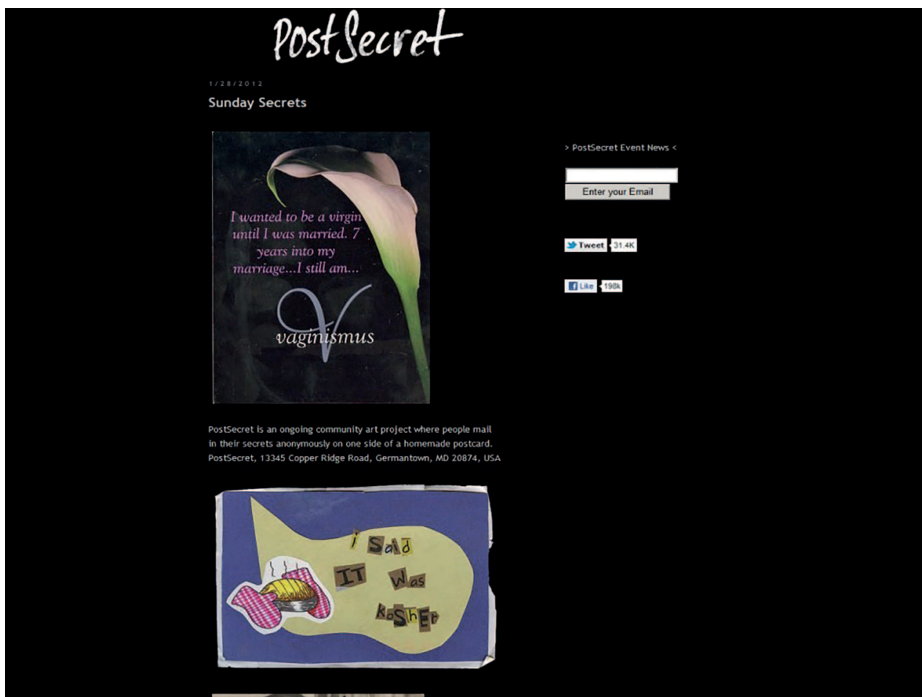 PostSecret
1/28/2012
Sunday Secrets
I wanted to be a virgin
until I was married. 7
years into my
marriage...I still am...
V
vaginismus
PostSecret is an ongoing community art project where people mail
in their secrets anonymously on one side of a homemade postcard.
PostSecret, 13345 Copper Ridge Road, Germantown, MD 20874, USA
i Said
IT Was
KoShEr
> PostSecret Event News <
Enter your Email
Tweet 31.4K
Like 198k